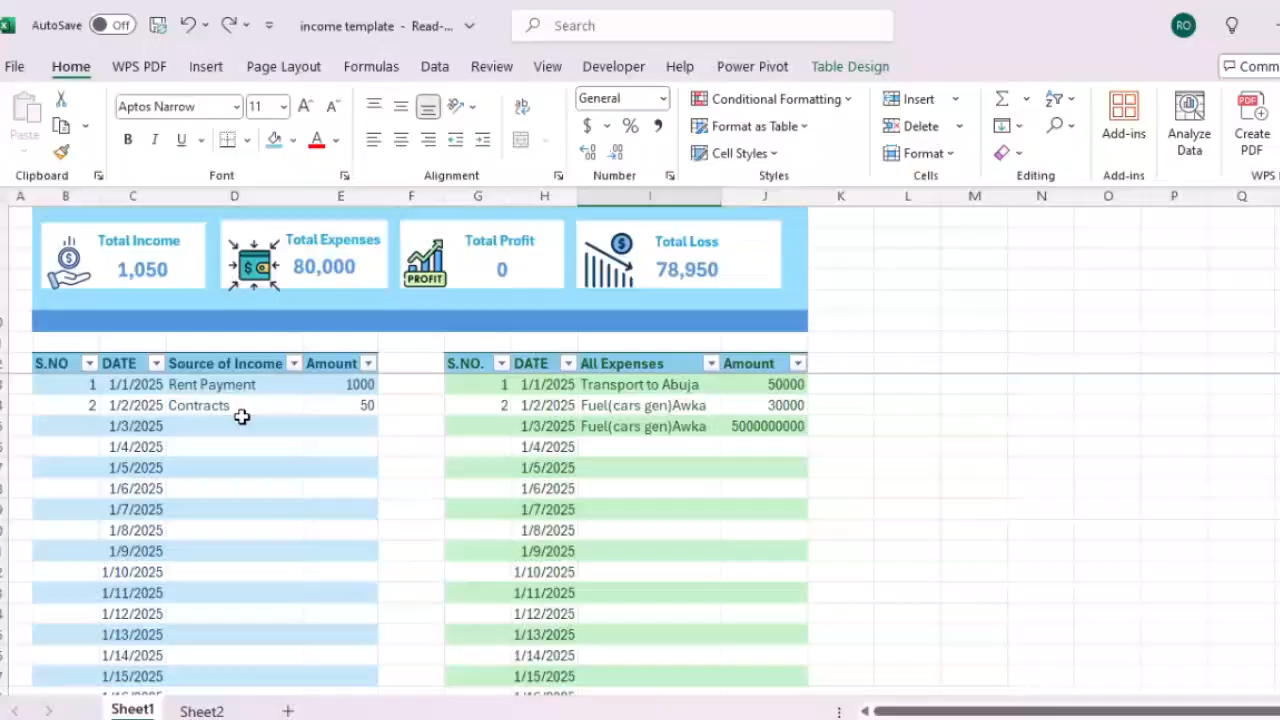 AutoSave Off income template - Read-... Search RO
File Home WPS PDF Insert Page Layout Formulas Data Review View Developer Help Power Pivot Table Design Comm
Paste Aptos Narrow 11 General Conditional Formatting Insert Add-ins Analyze Data Create PDF
B I U A $ % Format as Table Delete
Cell Styles Format
Clipboard Font Alignment Number Styles Cells Editing Add-ins WPS
A B C D E F G H I J K L M N O P Q
Total Income Total Expenses Total Profit Total Loss
1,050 80,000 0 78,950
PROFIT
S.NO DATE Source of Income Amount S.NO. DATE All Expenses Amount
1 1/1/2025 Rent Payment 1000 1 1/1/2025 Transport to Abuja 50000
2 1/2/2025 Contracts 50 2 1/2/2025 Fuel(cars gen)Awka 30000
1/3/2025 1/3/2025 Fuel(cars gen)Awka 5000000000
1/4/2025 1/4/2025
1/5/2025 1/5/2025
1/6/2025 1/6/2025
1/7/2025 1/7/2025
1/8/2025 1/8/2025
1/9/2025 1/9/2025
1/10/2025 1/10/2025
1/11/2025 1/11/2025
1/12/2025 1/12/2025
1/13/2025 1/13/2025
1/14/2025 1/14/2025
1/15/2025 1/15/2025
Sheet1 Sheet2